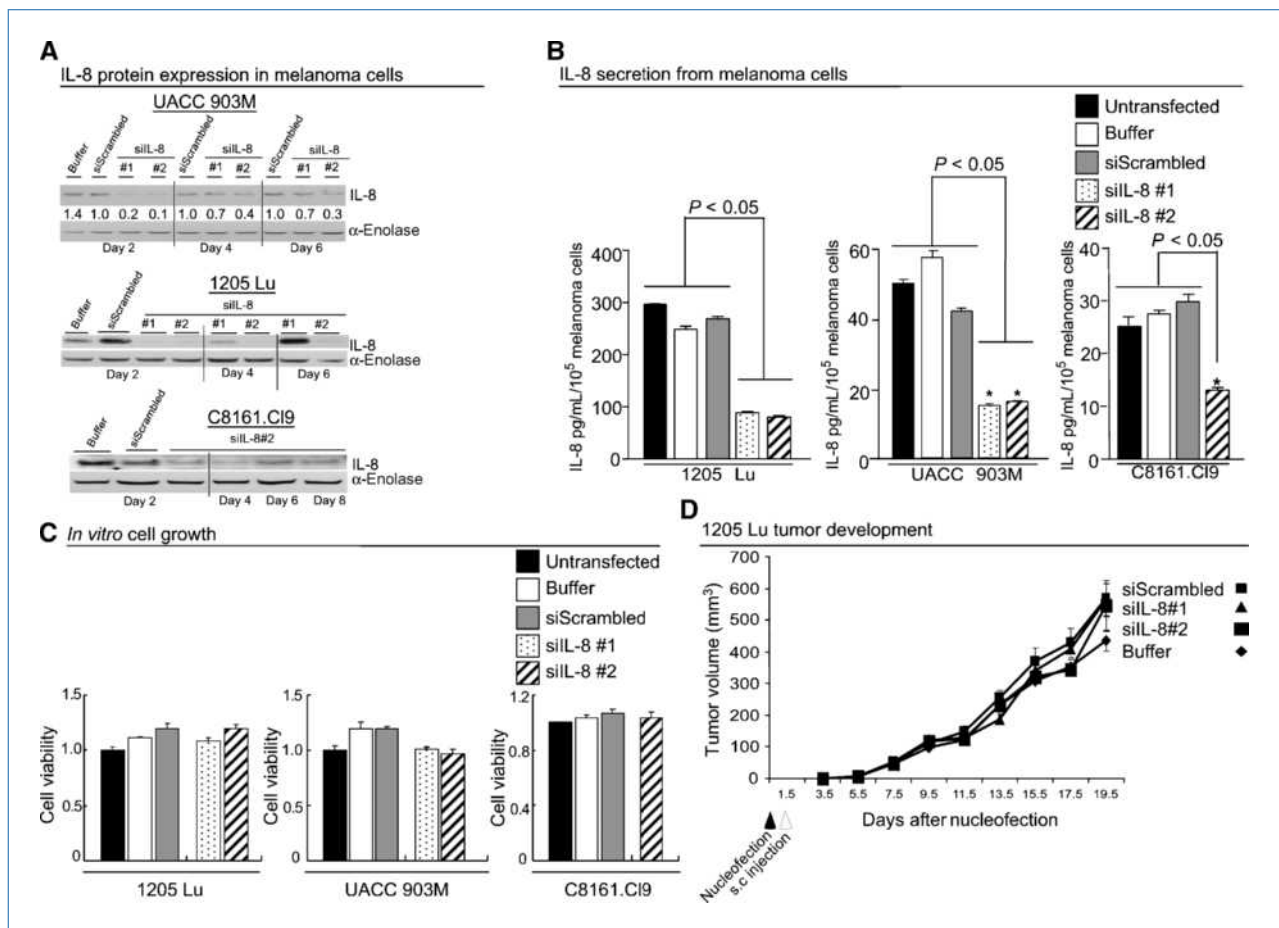 A
IL-8 protein expression in melanoma cells
UACC 903M
Buffer siScrambled siIL-8 siScrambled siIL-8 siScrambled siIL-8
#1 #2 #1 #2 #1 #2
IL-8
1.4 1.0 0.2 0.1 1.0 0.7 0.4 1.0 0.7 0.3
α-Enolase
Day 2 Day 4 Day 6
1205 Lu
siIL-8
Buffer siScrambled #1 #2 #1 #2 #1 #2
IL-8
α-Enolase
Day 2 Day 4 Day 6
C8161.Cl9
Buffer siScrambled siIL-8#2
IL-8
α-Enolase
Day 2 Day 4 Day 6 Day 8
B
IL-8 secretion from melanoma cells
Untransfected
Buffer
siScrambled
siIL-8 #1
siIL-8 #2
IL-8 pg/mL/10⁵ melanoma cells
400
300
200
100
0
P < 0.05
1205 Lu
IL-8 pg/mL/10⁵ melanoma cells
60
40
20
0
P < 0.05
* *
UACC 903M
IL-8 pg/mL/10⁵ melanoma cells
40
30
20
10
0
P < 0.05
*
C8161.Cl9
C
In vitro cell growth
Untransfected
Buffer
siScrambled
siIL-8 #1
siIL-8 #2
Cell viability
1.5
1.0
0.5
0
1205 Lu
Cell viability
1.5
1.0
0.5
0
UACC 903M
Cell viability
1.2
0.8
0.4
0
C8161.Cl9
D
1205 Lu tumor development
Tumor volume (mm³)
700
600
500
400
300
200
100
0
siScrambled
siIL-8#1
siIL-8#2
Buffer
1.5 3.5 5.5 7.5 9.5 11.5 13.5 15.5 17.5 19.5
Days after nucleofection
Nucleofection
s.c injection